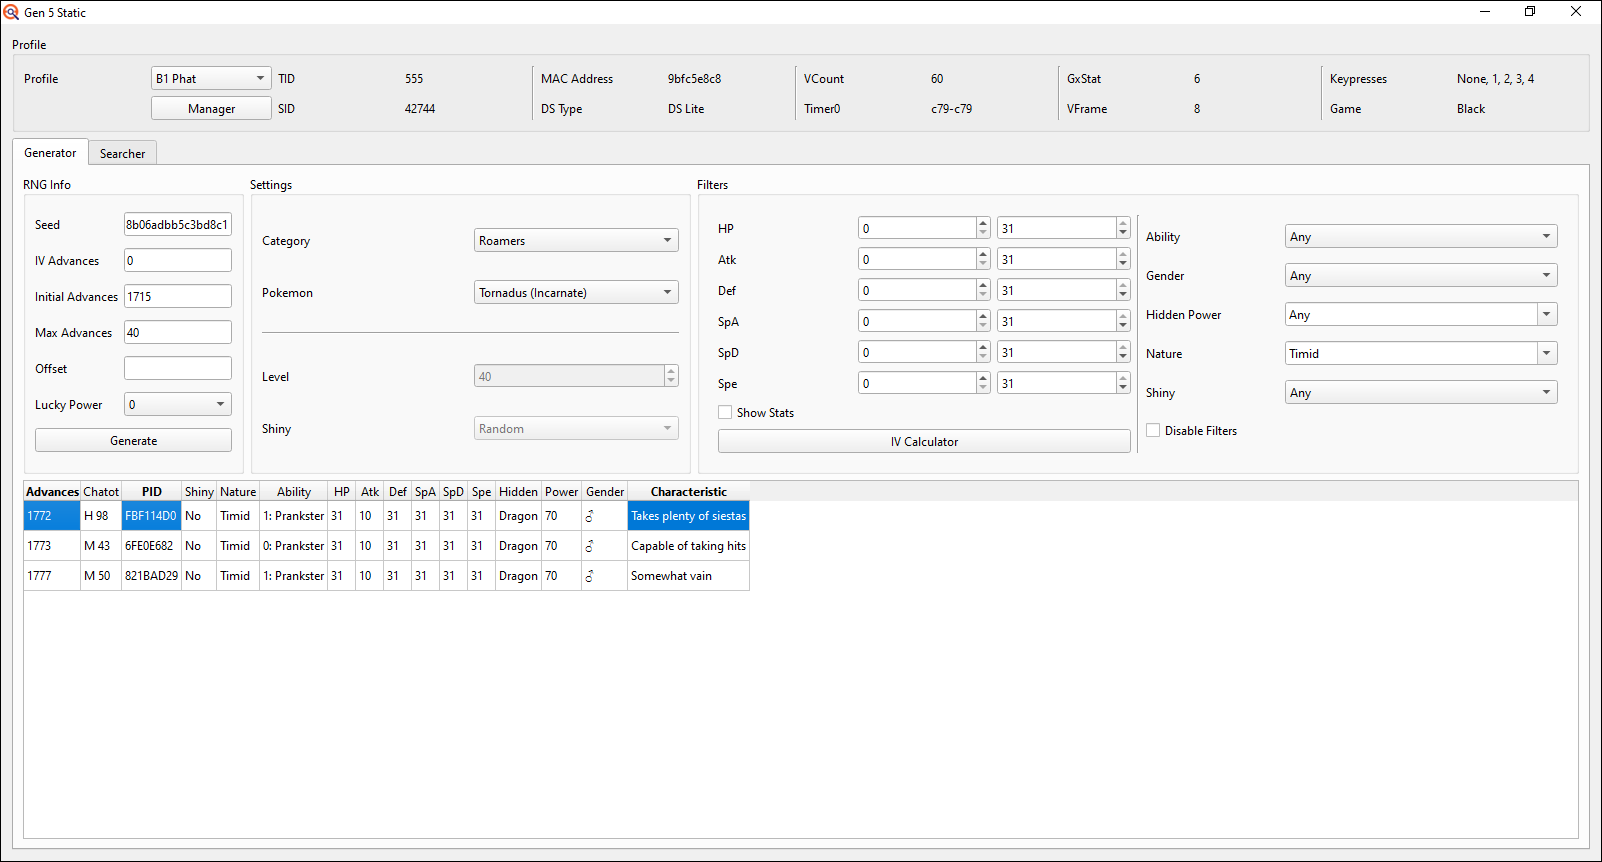 Gen 5 Static
Profile
Profile B1 Phat TID 555 MAC Address 9bfc5e8c8 VCount 60 GxStat 6 Keypresses None, 1, 2, 3, 4
Manager SID 42744 DS Type DS Lite Timer0 c79-c79 VFrame 8 Game Black
Generator Searcher
RNG Info
Seed 8b06adbb5c3bd8c1
IV Advances 0
Initial Advances 1715
Max Advances 40
Offset
Lucky Power 0
Generate
Settings
Category Roamers
Pokemon Tornadus (Incarnate)
Level 40
Shiny Random
Filters
HP 0 31
Atk 0 31
Def 0 31
SpA 0 31
SpD 0 31
Spe 0 31
Show Stats
IV Calculator
Ability Any
Gender Any
Hidden Power Any
Nature Timid
Shiny Any
Disable Filters
Advances Chatot PID Shiny Nature Ability HP Atk Def SpA SpD Spe Hidden Power Gender Characteristic
1772 H 98 FBF114D0 No Timid 1: Prankster 31 10 31 31 31 31 Dragon 70 ♂ Takes plenty of siestas
1773 M 43 6FE0E682 No Timid 0: Prankster 31 10 31 31 31 31 Dragon 70 ♂ Capable of taking hits
1777 M 50 821BAD29 No Timid 1: Prankster 31 10 31 31 31 31 Dragon 70 ♂ Somewhat vain